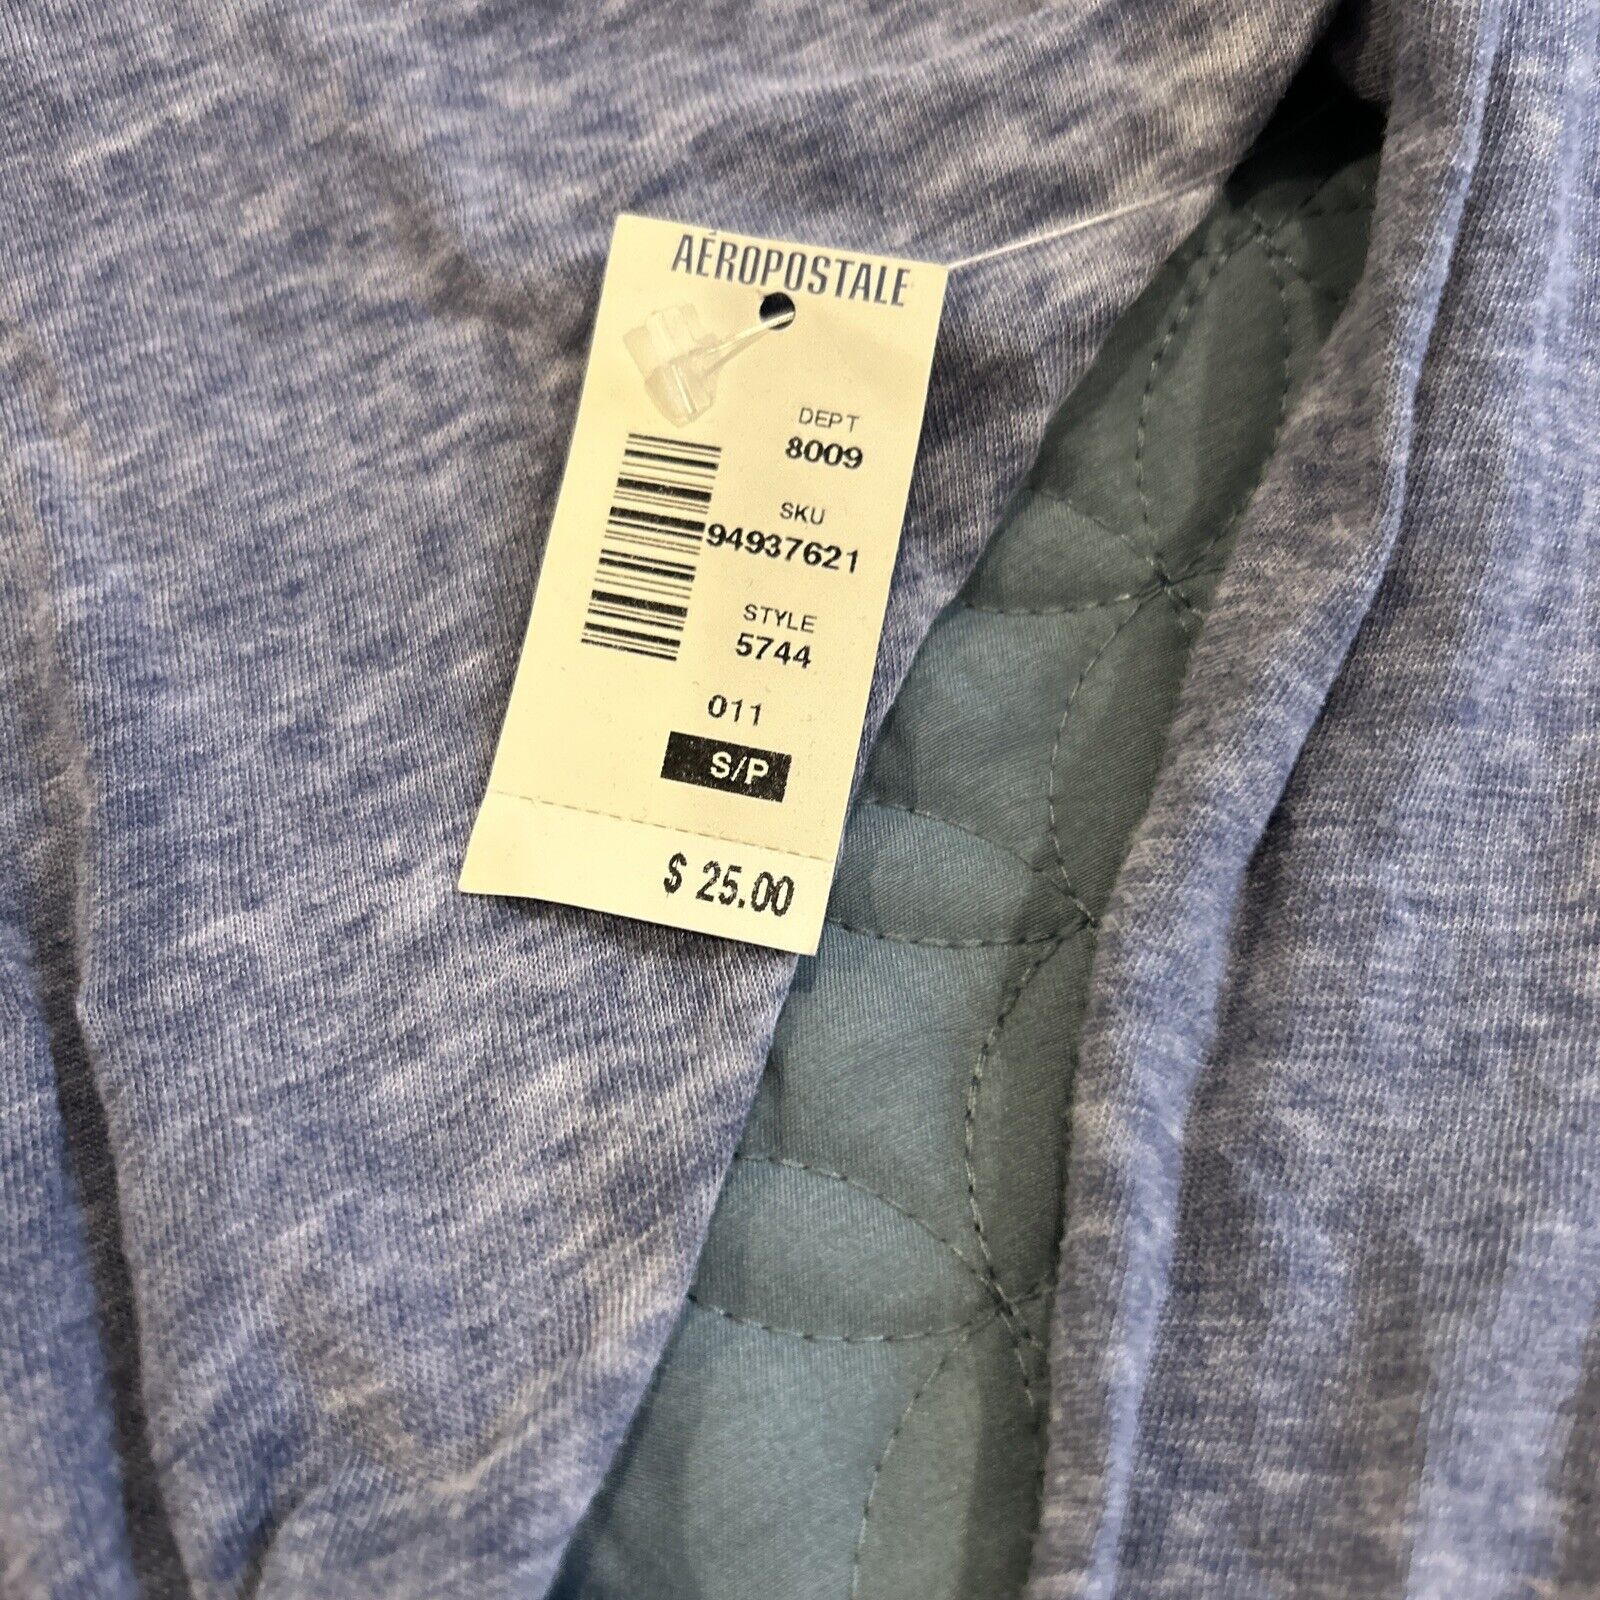 AÉROPOSTALE
DEPT
8009
SKU
94937621
STYLE
5744
011
S/P
$ 25.00